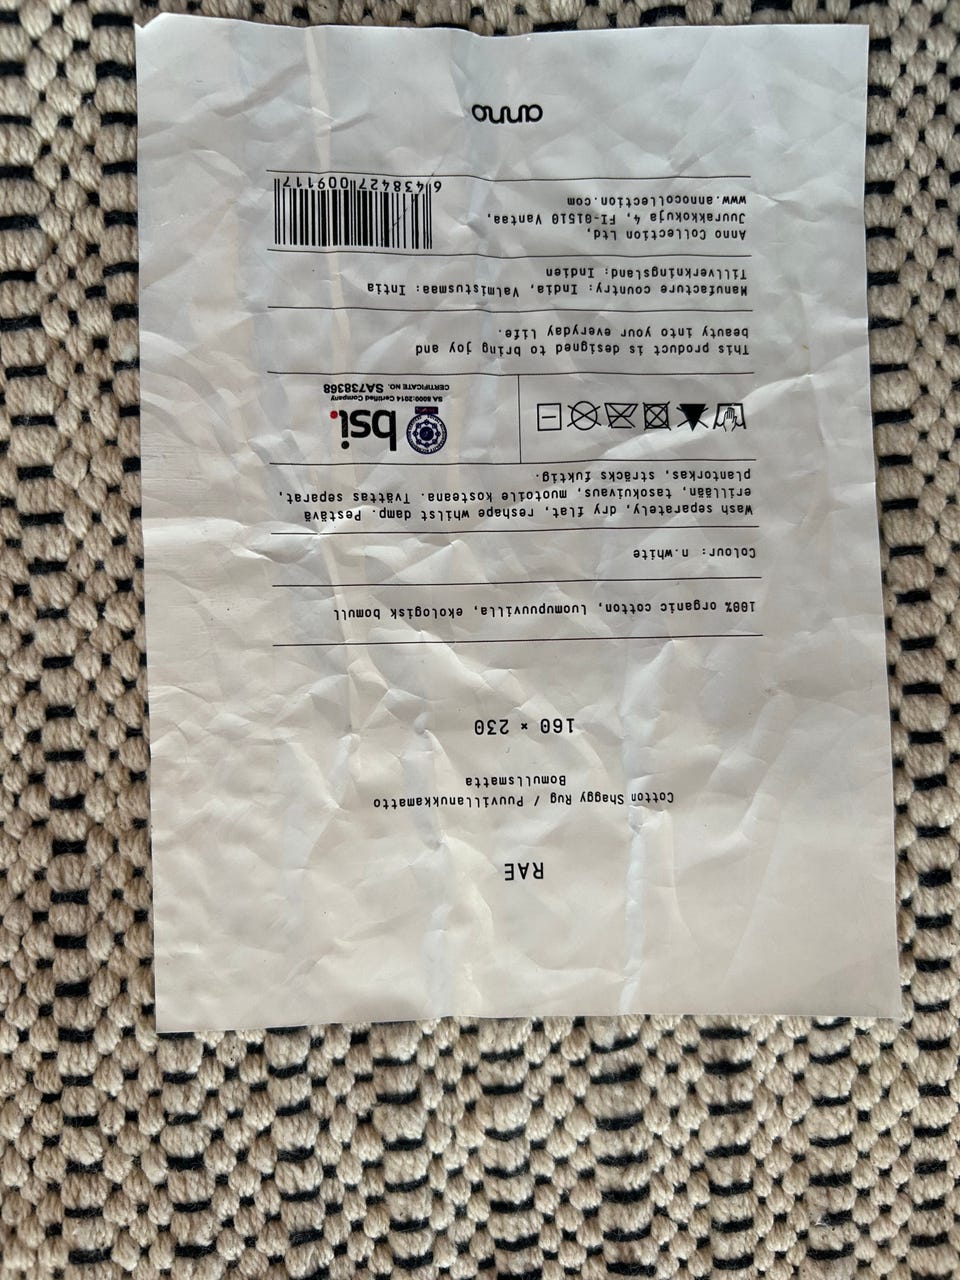 RAE
Cotton Shaggy Rug / Puuvillanukkamatto
Bomullsmatta
160 × 230
100% organic cotton, luomupuuvilla, ekologisk bomull
Colour: n.white
Wash separately, dry flat, reshape whilst damp. Pestävä
erillään, tasokuivaus, muotoile kosteana. Tvättas separat,
plantorkas, sträcks fuktig.
bsi.
SA 8000:2014 Certified Company
CERTIFICATE NO. SA738368
This product is designed to bring joy and
beauty into your everyday life.
Manufacture country: India, Valmistusmaa: Intia
Tillverkningsland: Indien
Anno Collection Ltd,
Juurakkokuja 4, FI-01510 Vantaa,
www.annocollection.com
6 438427 009117
anno